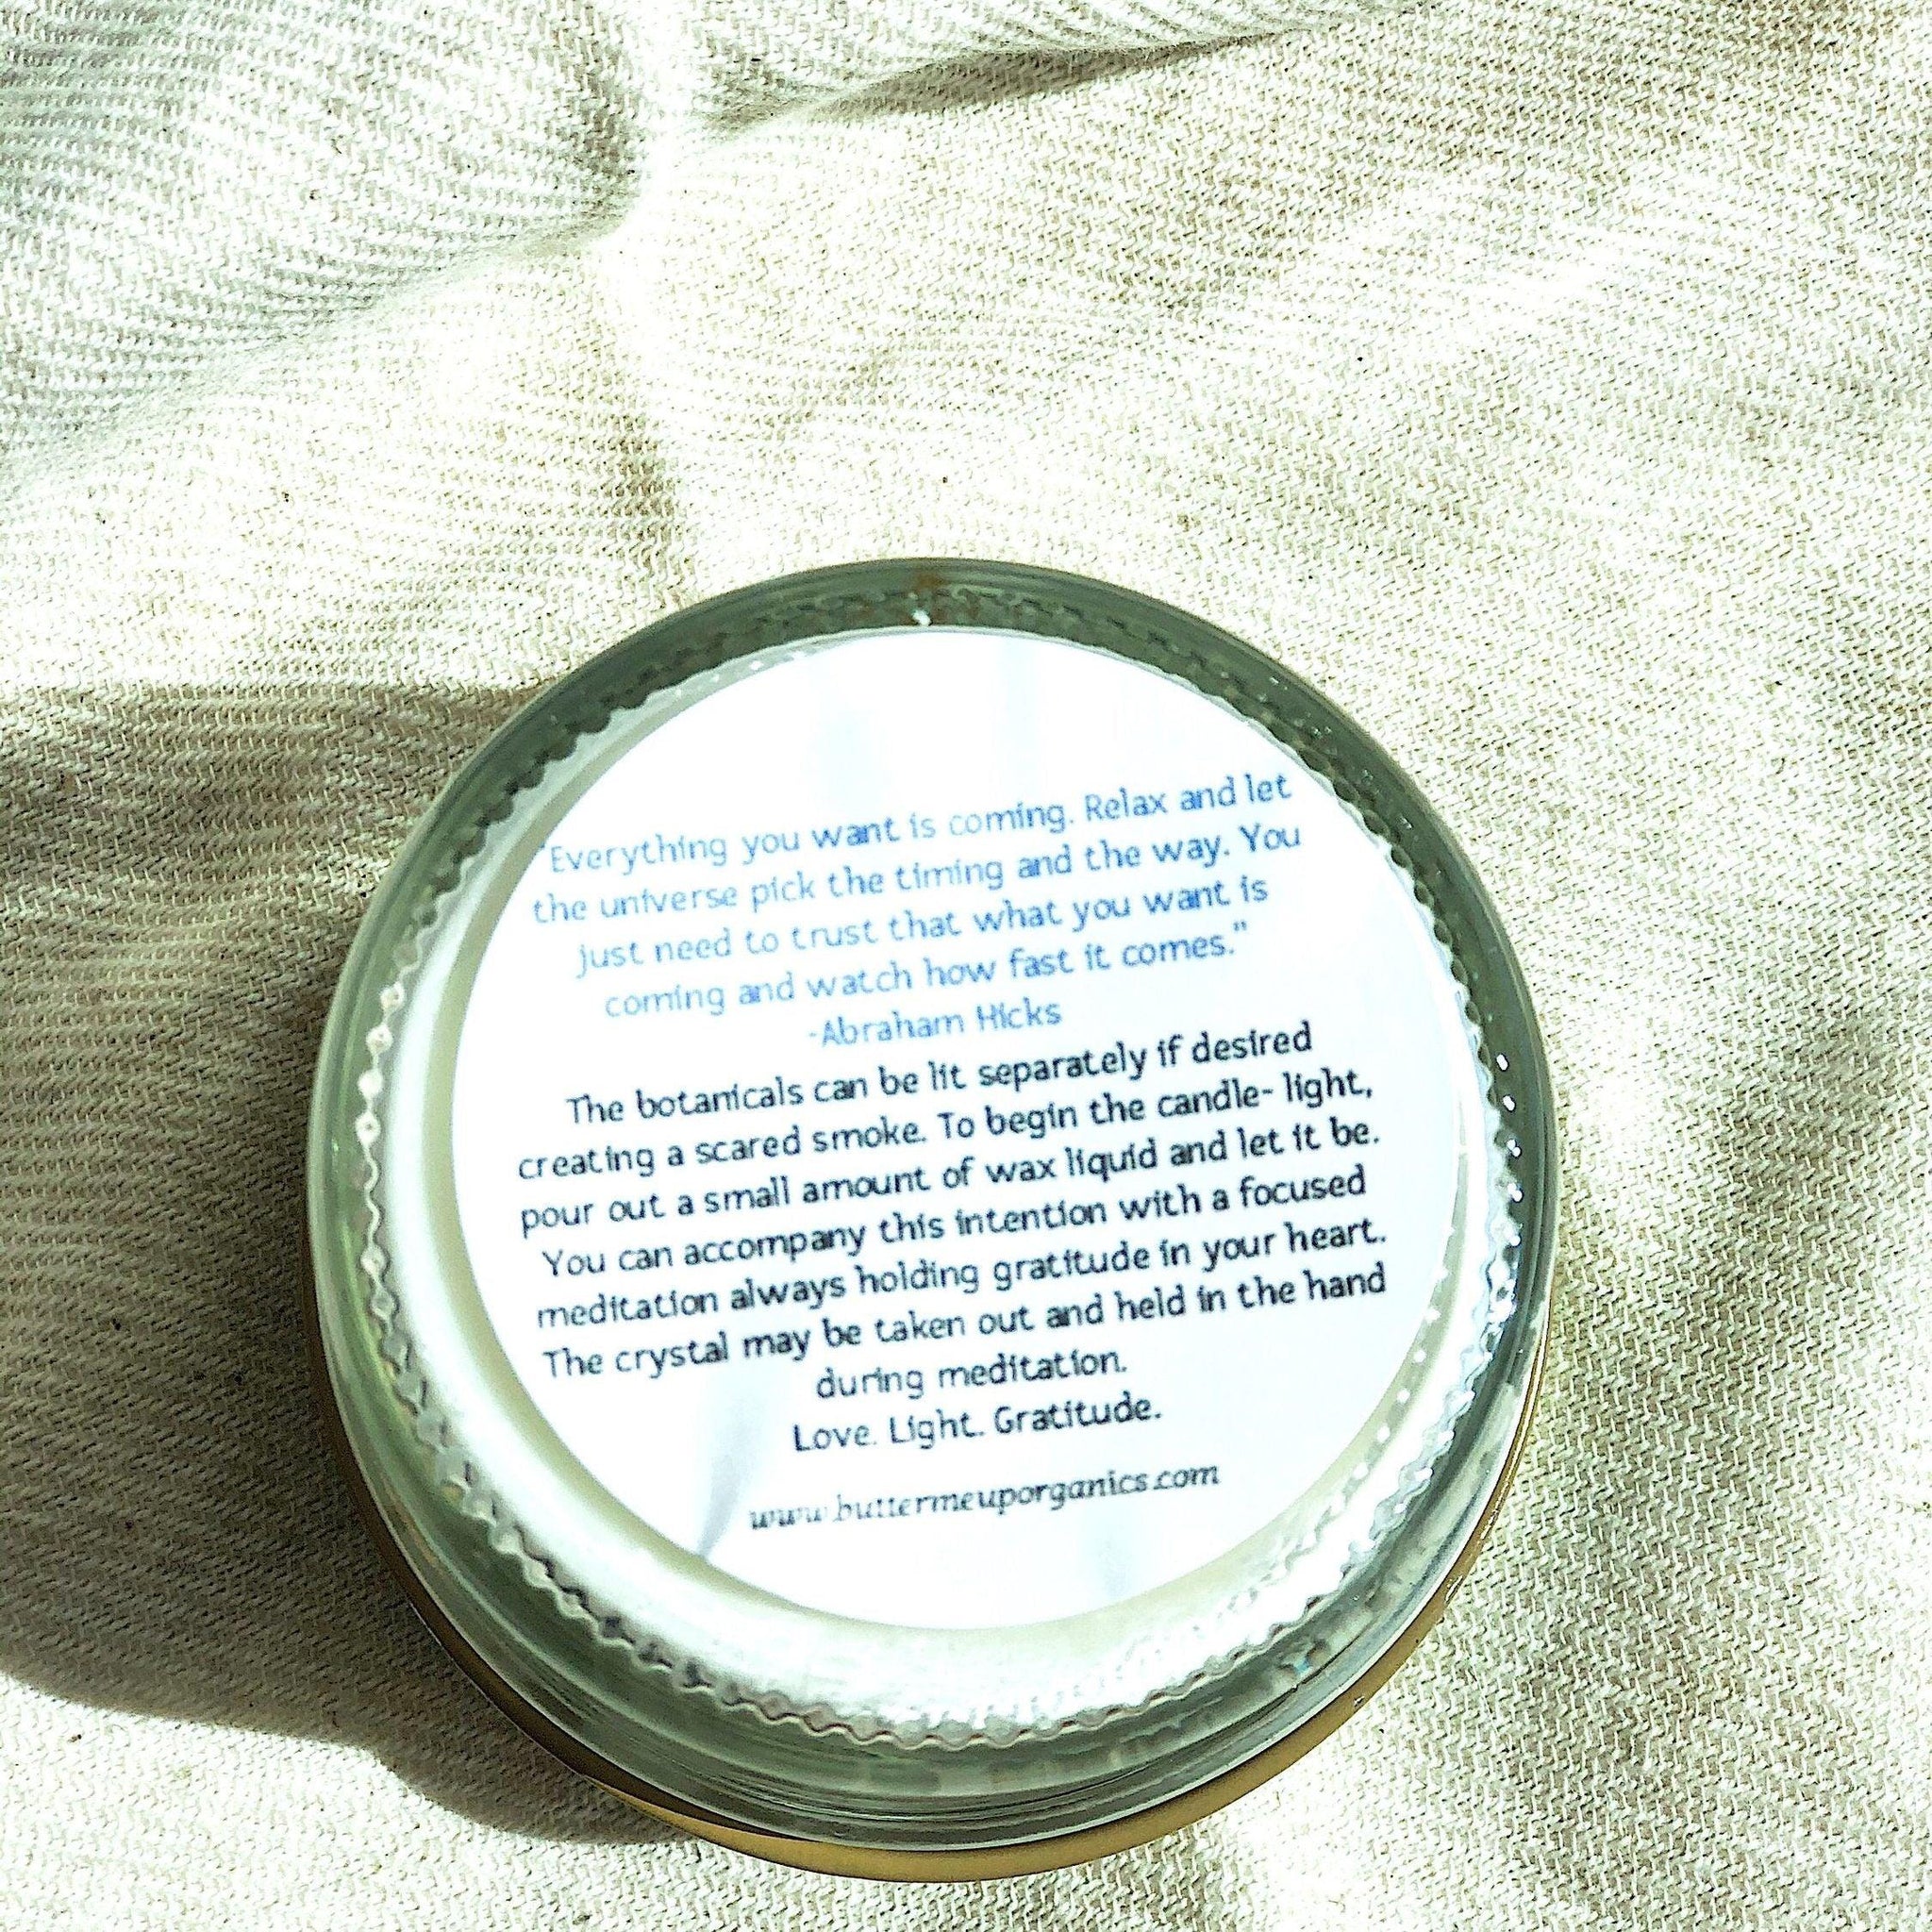 "Everything you want is coming. Relax and let
the universe pick the timing and the way. You
just need to trust that what you want is
coming and watch how fast it comes."
-Abraham Hicks
The botanicals can be lit separately if desired
creating a scared smoke. To begin the candle- light,
pour out a small amount of wax liquid and let it be.
You can accompany this intention with a focused
meditation always holding gratitude in your heart.
The crystal may be taken out and held in the hand
during meditation.
Love. Light. Gratitude.
www.buttermeuporganics.com